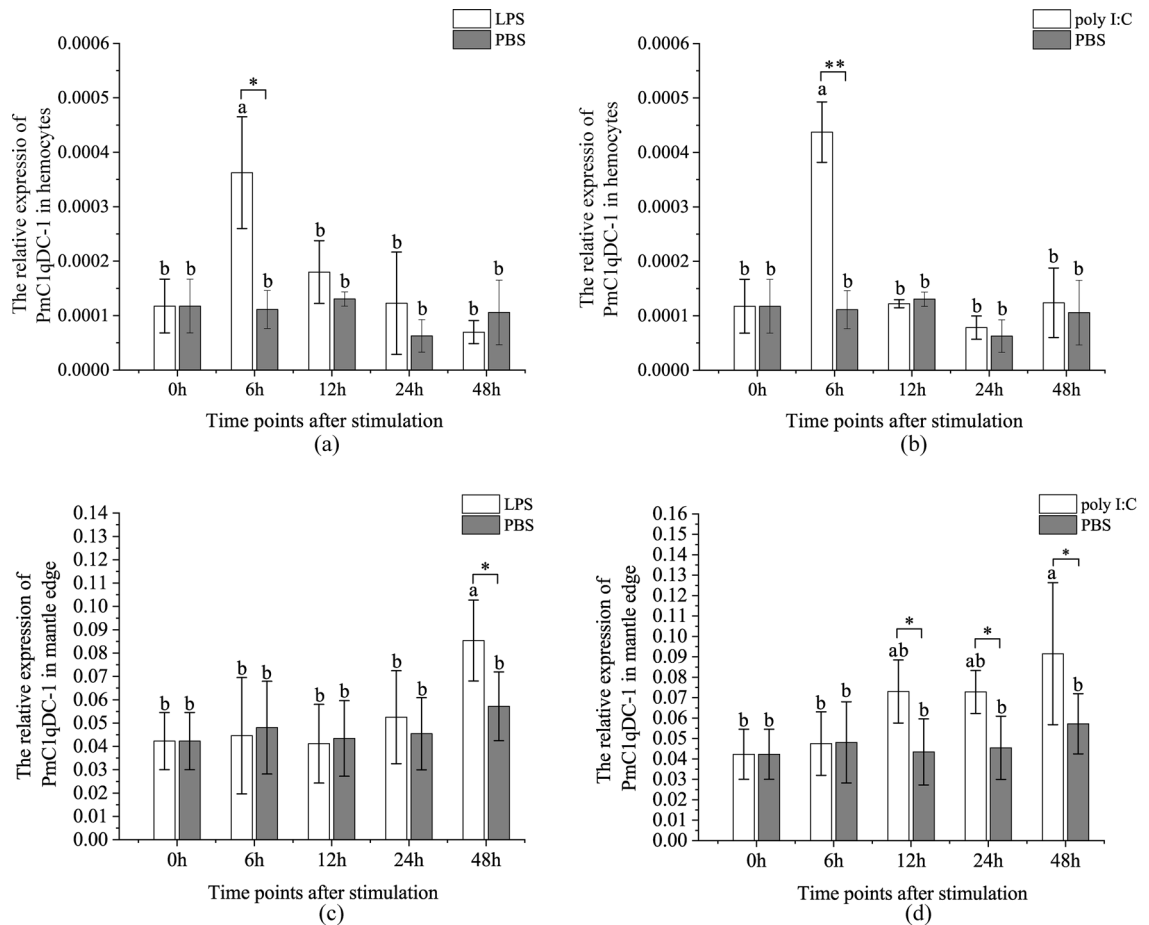 LPS
PBS
The relative expressio of
PmC1qDC-1 in hemocytes
0.0006
0.0005
0.0004
0.0003
0.0002
0.0001
0.0000
*
a
b b b b b b b b b
0h 6h 12h 24h 48h
Time points after stimulation
(a)
poly I:C
PBS
The relative expressio of
PmC1qDC-1 in hemocytes
0.0006
0.0005
0.0004
0.0003
0.0002
0.0001
0.0000
**
a
b b b b b b b b b
0h 6h 12h 24h 48h
Time points after stimulation
(b)
LPS
PBS
The relative expression of
PmC1qDC-1 in mantle edge
0.14
0.13
0.12
0.11
0.10
0.09
0.08
0.07
0.06
0.05
0.04
0.03
0.02
0.01
0.00
*
a
b b b b b b b b b
0h 6h 12h 24h 48h
Time points after stimulation
(c)
poly I:C
PBS
The relative expression of
PmC1qDC-1 in mantle edge
0.16
0.15
0.14
0.13
0.12
0.11
0.10
0.09
0.08
0.07
0.06
0.05
0.04
0.03
0.02
0.01
0.00
* * *
a
b b b b ab b ab b b
0h 6h 12h 24h 48h
Time points after stimulation
(d)